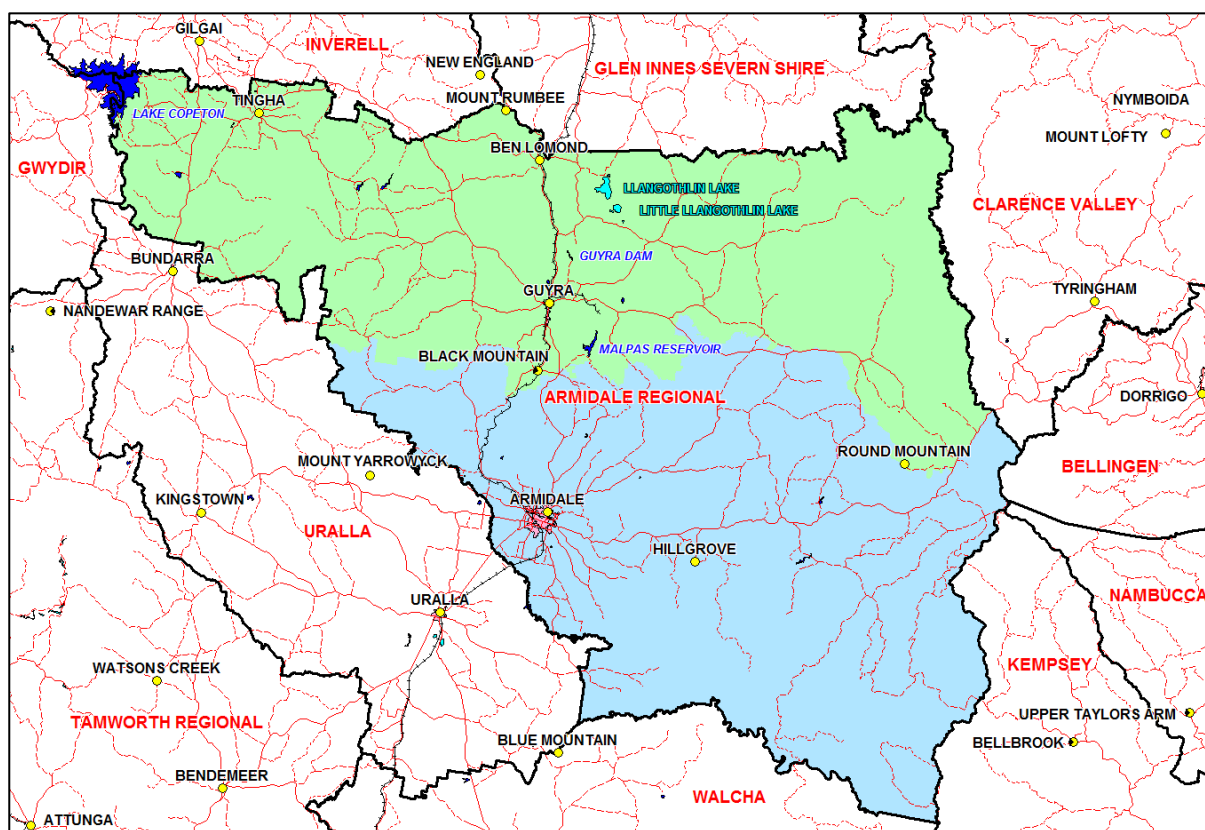 GILGAI
INVERELL
NEW ENGLAND
GLEN INNES SEVERN SHIRE
MOUNT RUMBEE
TINGHA
LAKE COPETON
NYMBOIDA
MOUNT LOFTY
BEN LOMOND
GWYDIR
LLANGOTHLIN LAKE
LITTLE LLANGOTHLIN LAKE
CLARENCE VALLEY
BUNDARRA
GUYRA DAM
GUYRA
TYRINGHAM
NANDEWAR RANGE
MALPAS RESERVOIR
BLACK MOUNTAIN
ARMIDALE REGIONAL
DORRIGO
ROUND MOUNTAIN
MOUNT YARROWYCK
BELLINGEN
KINGSTOWN
ARMIDALE
URALLA
HILLGROVE
URALLA
NAMBUCCA
WATSONS CREEK
KEMPSEY
TAMWORTH REGIONAL
UPPER TAYLORS ARM
BLUE MOUNTAIN
BELLBROOK
BENDEMEER
WALCHA
ATTUNGA